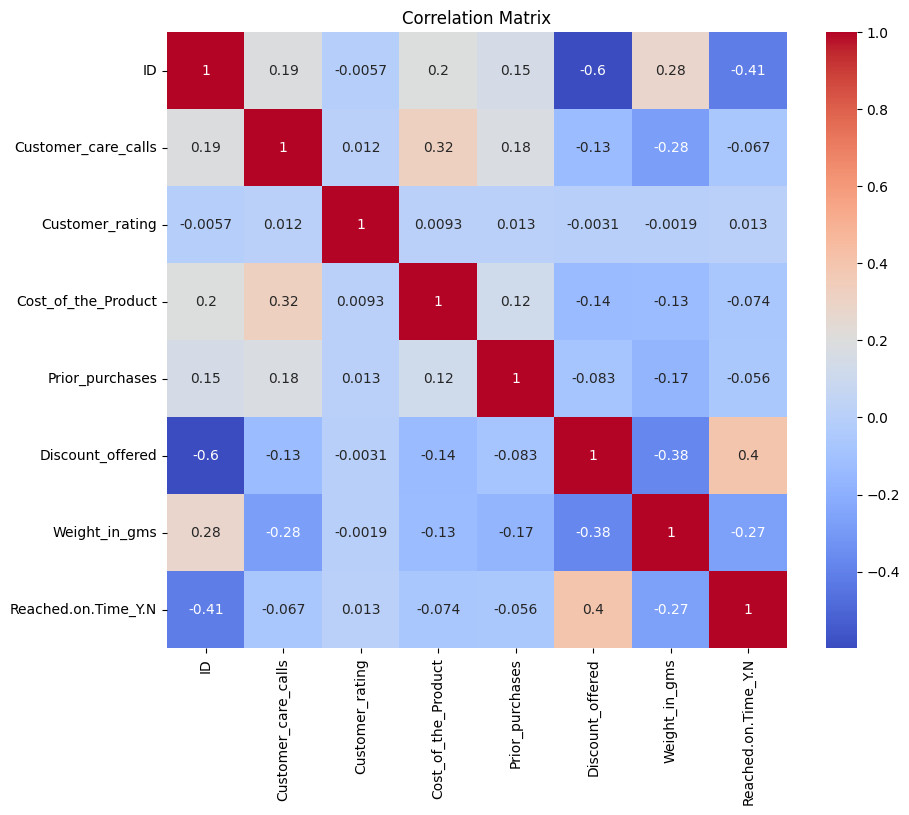 Correlation Matrix
ID 1 0.19 -0.0057 0.2 0.15 -0.6 0.28 -0.41
Customer_care_calls 0.19 1 0.012 0.32 0.18 -0.13 -0.28 -0.067
Customer_rating -0.0057 0.012 1 0.0093 0.013 -0.0031 -0.0019 0.013
Cost_of_the_Product 0.2 0.32 0.0093 1 0.12 -0.14 -0.13 -0.074
Prior_purchases 0.15 0.18 0.013 0.12 1 -0.083 -0.17 -0.056
Discount_offered -0.6 -0.13 -0.0031 -0.14 -0.083 1 -0.38 0.4
Weight_in_gms 0.28 -0.28 -0.0019 -0.13 -0.17 -0.38 1 -0.27
Reached.on.Time_Y.N -0.41 -0.067 0.013 -0.074 -0.056 0.4 -0.27 1
ID
Customer_care_calls
Customer_rating
Cost_of_the_Product
Prior_purchases
Discount_offered
Weight_in_gms
Reached.on.Time_Y.N
1.0
0.8
0.6
0.4
0.2
0.0
−0.2
−0.4